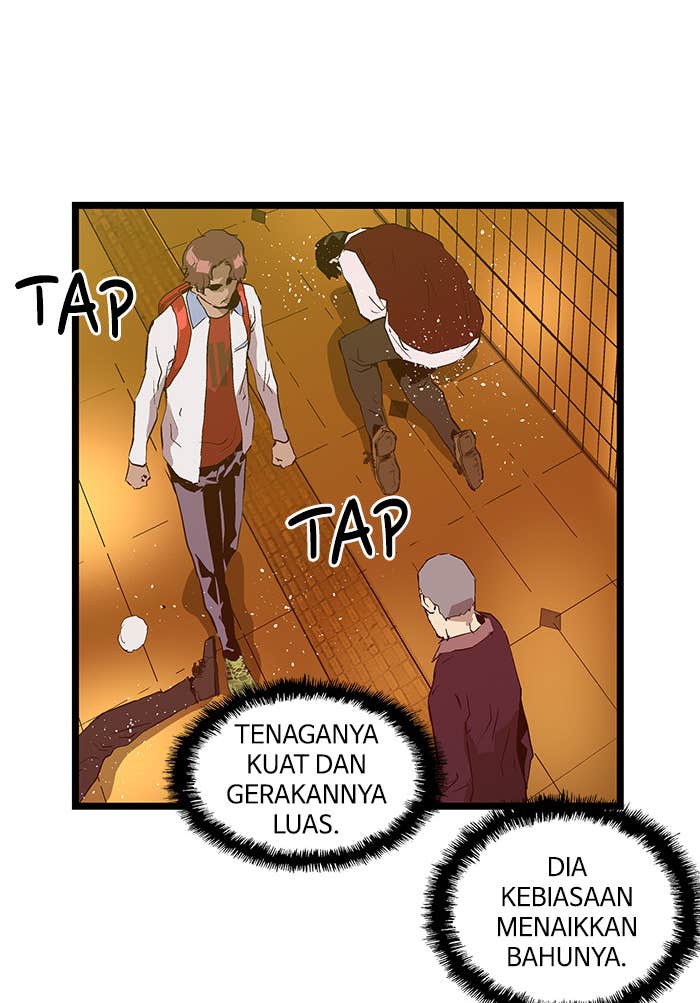 TAP
TAP
TENAGANYA
KUAT DAN
GERAKANNYA
LUAS.
DIA
KEBIASAAN
MENAIKKAN
BAHUNYA.